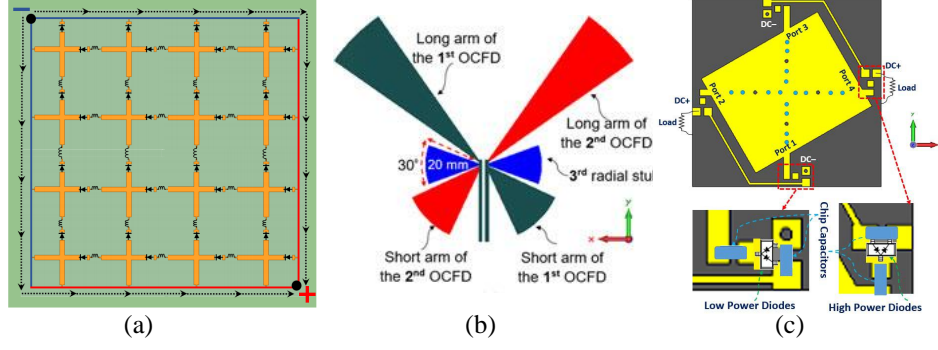 −
+
(a)
Long arm of
the 1st OCFD
Long arm of
the 2nd OCFD
30°
20 mm
3rd radial stu
Short arm of
the 2nd OCFD
Short arm of
the 1st OCFD
x
y
(b)
DC−
Port 3
DC+
Port 4
Load
Port 2
DC+
Load
Port 1
DC−
Y
X
Chip Capacitors
Low Power Diodes
High Power Diodes
(c)